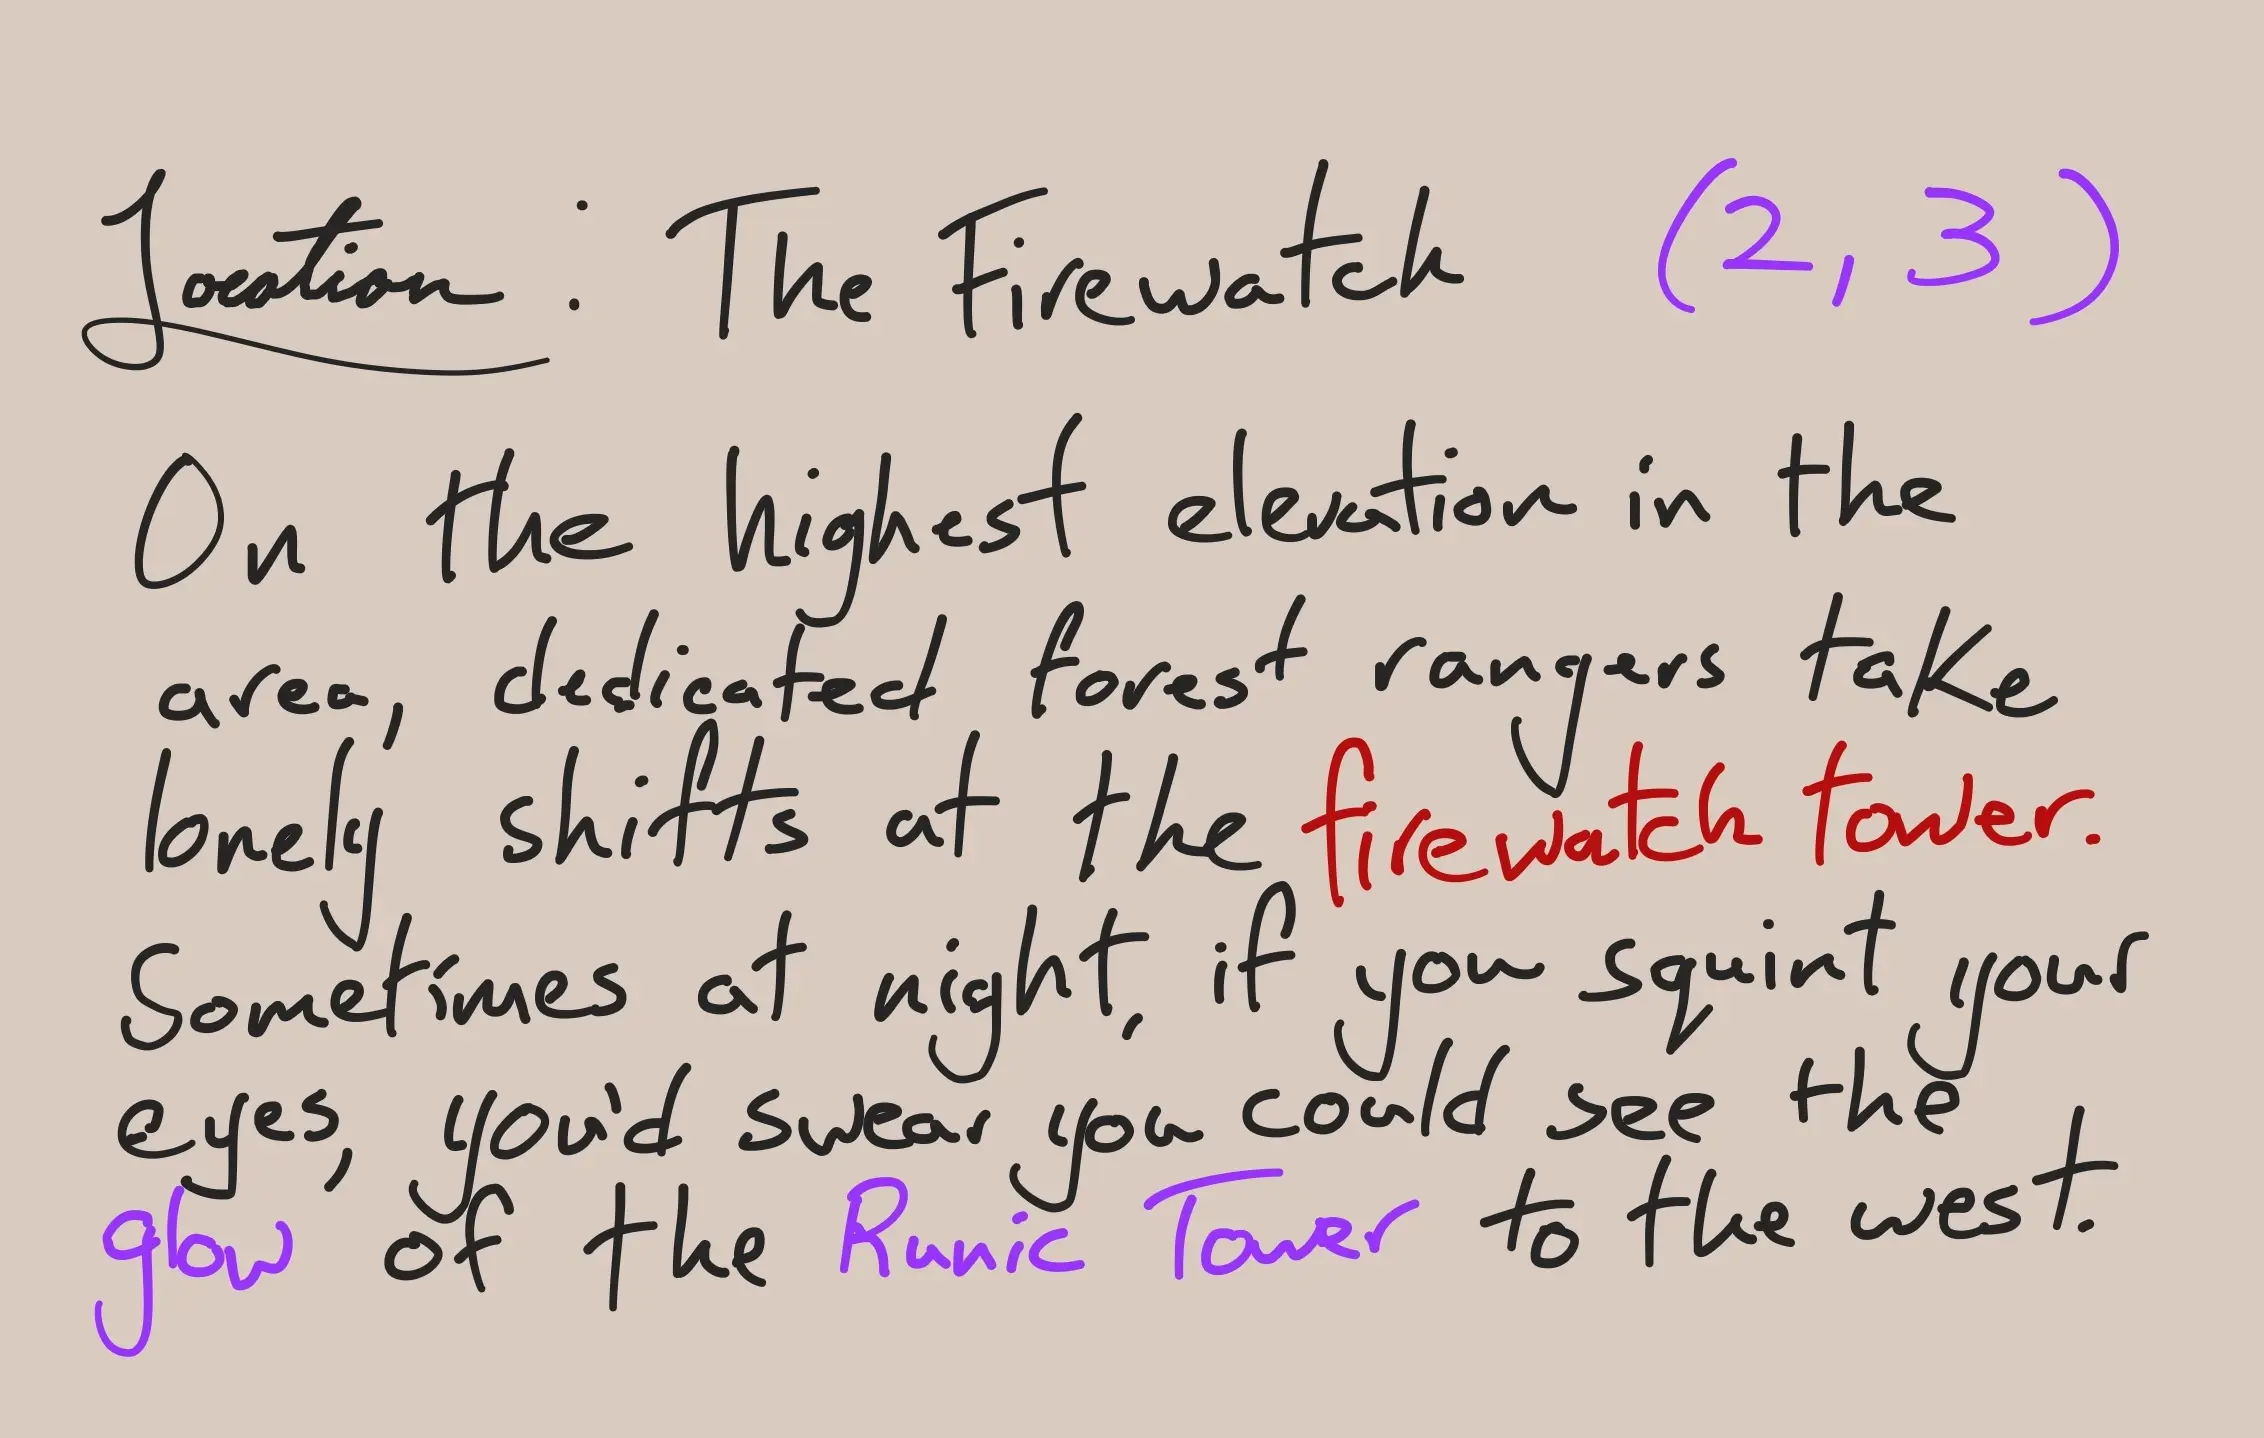 Location: The Firewatch (2, 3)
On the highest elevation in the
area, dedicated forest rangers take
lonely shifts at the firewatch tower.
Sometimes at night, if you squint your
eyes, you'd swear you could see the
glow of the Runic Tower to the west.